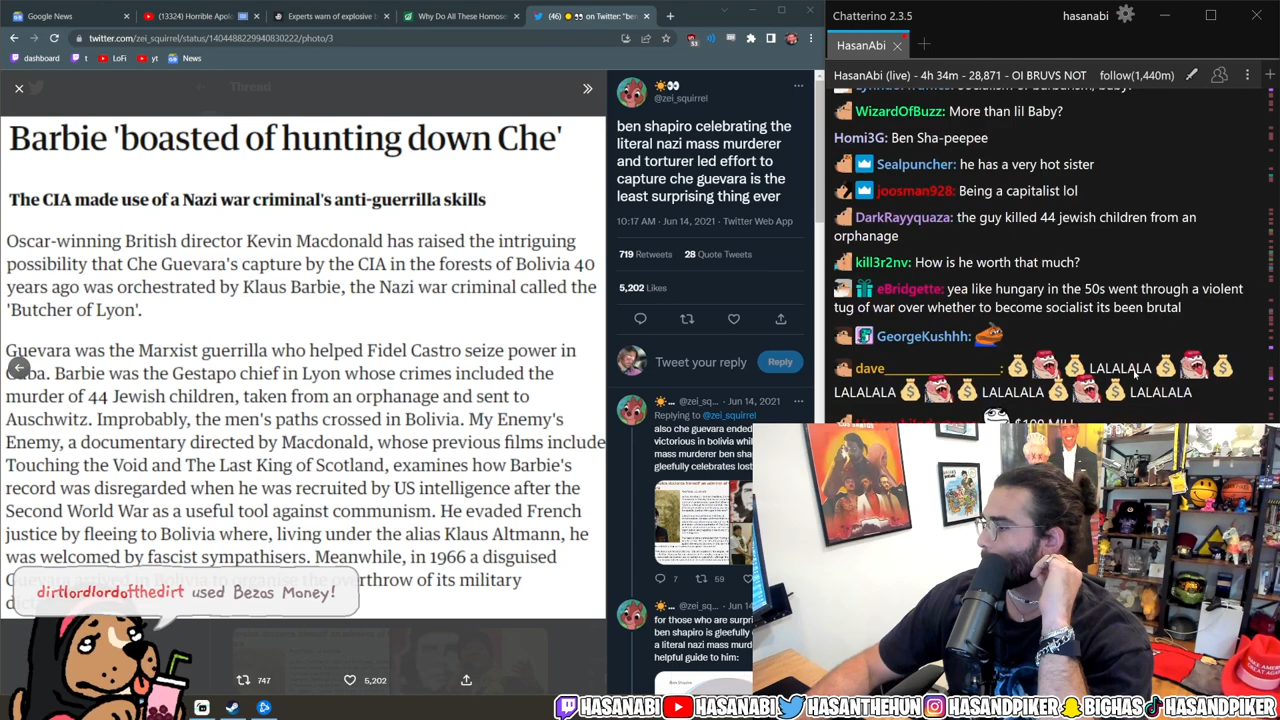 Google News
(13324) Horrible Apolo
Experts warn of explosive b
Why Do All These Homose
(46) on Twitter: "ben
twitter.com/zei_squirrel/status/1404488229940830222/photo/3
dashboard
t
LoFi
yt
News
Thread
Barbie 'boasted of hunting down Che'
The CIA made use of a Nazi war criminal's anti-guerrilla skills
Oscar-winning British director Kevin Macdonald has raised the intriguing
possibility that Che Guevara's capture by the CIA in the forests of Bolivia 40
years ago was orchestrated by Klaus Barbie, the Nazi war criminal called the
'Butcher of Lyon'.
Guevara was the Marxist guerrilla who helped Fidel Castro seize power in
Cuba. Barbie was the Gestapo chief in Lyon whose crimes included the
murder of 44 Jewish children, taken from an orphanage and sent to
Auschwitz. Improbably, the men's paths crossed in Bolivia. My Enemy's
Enemy, a documentary directed by Macdonald, whose previous films include
Touching the Void and The Last King of Scotland, examines how Barbie's
record was disregarded when he was recruited by US intelligence after the
Second World War as a useful tool against communism. He evaded French
justice by fleeing to Bolivia where, living under the alias Klaus Altmann, he
was welcomed by fascist sympathisers. Meanwhile, in 1966 a disguised
Guevara arrived in Bolivia to organise the overthrow of its military
dirtlordlordofthedirt used Bezos Money!
747
5,202
@zei_squirrel
ben shapiro celebrating the
literal nazi mass murderer
and torturer led effort to
capture che guevara is the
least surprising thing ever
10:17 AM · Jun 14, 2021 · Twitter Web App
719 Retweets 28 Quote Tweets
5,202 Likes
Tweet your reply
Reply
@zei_sq... · Jun 14, 2021
Replying to @zei_squirrel
also che guevara ended
victorious in bolivia whil
mass murderer ben sha
gleefully celebrates lost
7
59
@zei_sq... · Jun 14
for those who are surpri
ben shapiro is gleefully
a literal nazi mass murd
helpful guide to him:
Chatterino 2.3.5
hasanabi
HasanAbi
HasanAbi (live) - 4h 34m - 28,871 - OI BRUVS NOT
follow(1,440m)
WizardOfBuzz: More than lil Baby?
Homi3G: Ben Sha-peepee
Sealpuncher: he has a very hot sister
joosman928: Being a capitalist lol
DarkRayyquaza: the guy killed 44 jewish children from an
orphanage
kill3r2nv: How is he worth that much?
eBridgette: yea like hungary in the 50s went through a violent
tug of war over whether to become socialist its been brutal
GeorgeKushhh:
dave____________________: LALALALA
LALALALA LALALALA LALALALA
HASANABI
HASANABI
HASANTHEHUN
HASANDPIKER
BIGHAS
HASANDPIKER